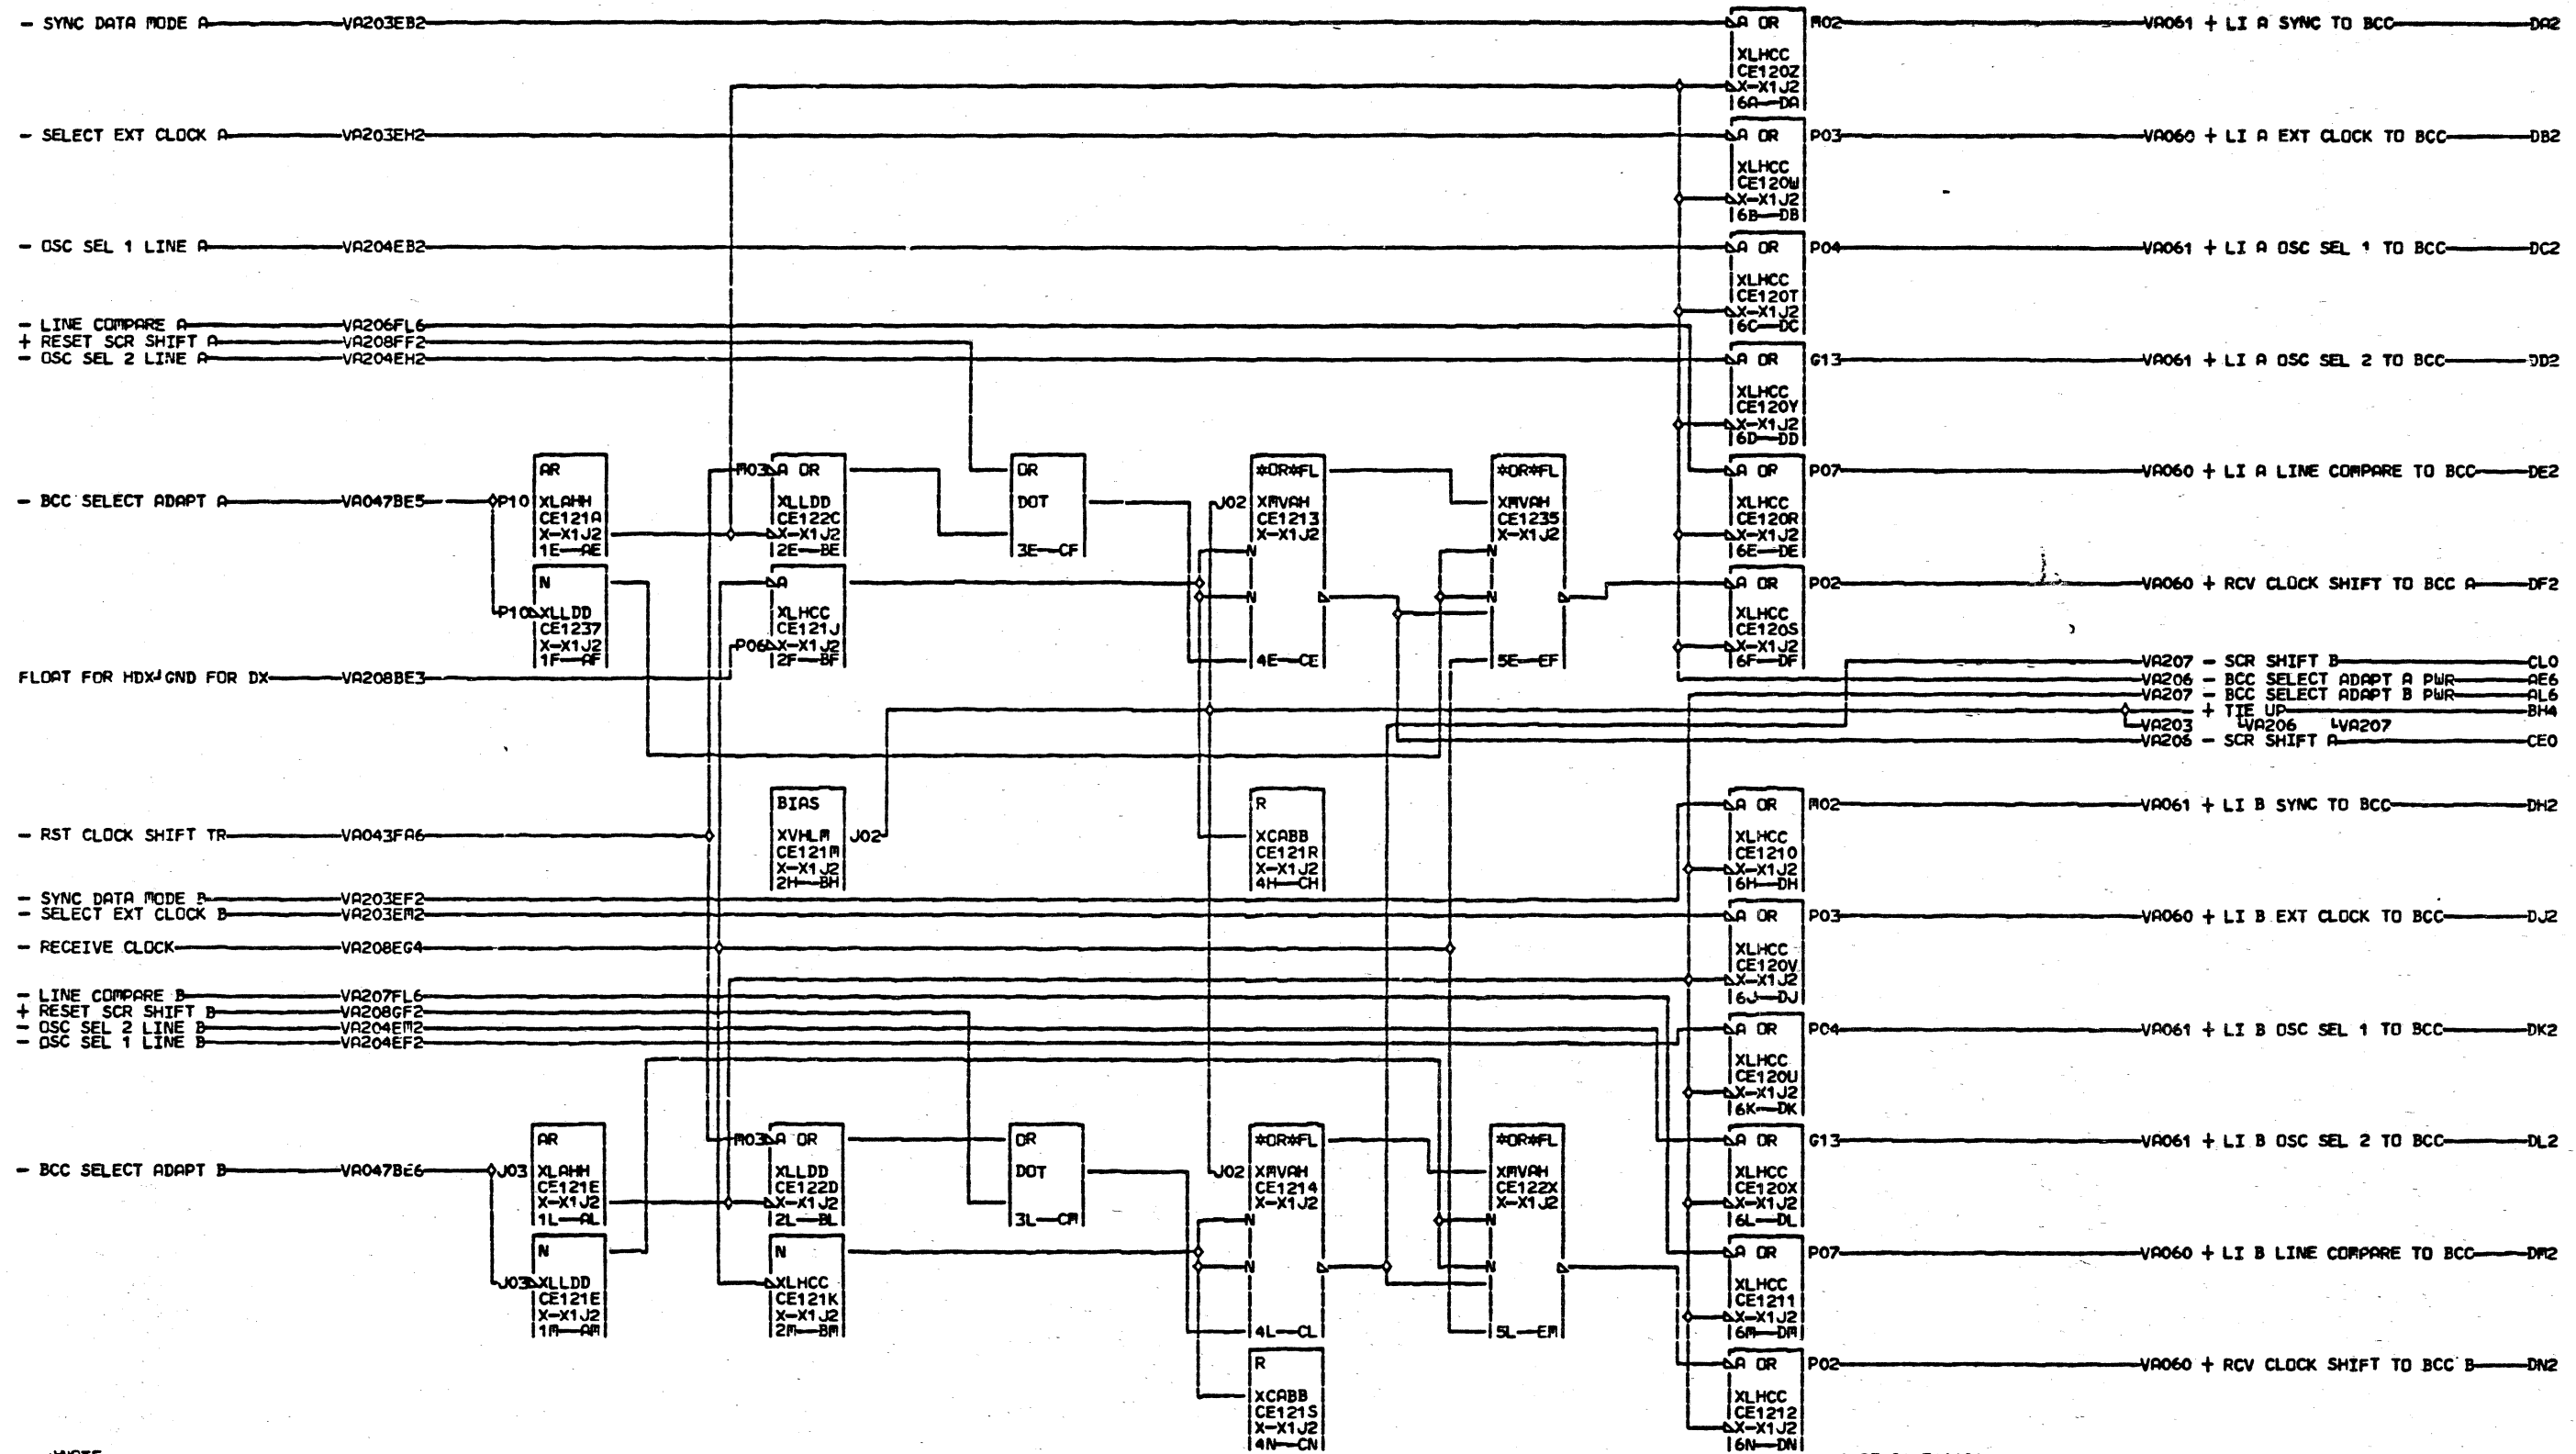 - SYNC DATA MODE A VA203EB2 A OR M02 VA061 + LI A SYNC TO BCC DA2
XLHCC
CE120Z
X-X1J2
6A DA
- SELECT EXT CLOCK A VA203EH2 A OR P03 VA060 + LI A EXT CLOCK TO BCC DB2
XLHCC
CE120W
X-X1J2
6B DB
- OSC SEL 1 LINE A VA204EB2 A OR P04 VA061 + LI A OSC SEL 1 TO BCC DC2
XLHCC
CE120T
X-X1J2
6C DC
- LINE COMPARE A VA206FL6
+ RESET SCR SHIFT A VA208FF2
- OSC SEL 2 LINE A VA204EH2 A OR G13 VA061 + LI A OSC SEL 2 TO BCC DD2
XLHCC
CE120Y
X-X1J2
6D DD
AR M03 A OR OR *OR*FL *OR*FL A OR P07 VA060 + LI A LINE COMPARE TO BCC DE2
- BCC SELECT ADAPT A VA047BE5 P10 XLAHH XLLDD DOT J02 XMVAH XMVAH XLHCC
CE121A CE122C CE1213 CE1235 CE120R
X-X1J2 X-X1J2 X-X1J2 X-X1J2 X-X1J2
1E AE 2E BE 3E CF N N 6E DE
N A N N A OR P02 VA060 + RCV CLOCK SHIFT TO BCC A DF2
P10 XLLDD XLHCC XLHCC
CE1237 CE121J CE120S
X-X1J2 P06 X-X1J2 X-X1J2
1F AF 2F BF 4E CE 5E EF 6F DF
VA207 - SCR SHIFT B CL0
FLOAT FOR HDX GND FOR DX VA208BE3 VA206 - BCC SELECT ADAPT A PWR AE6
VA207 - BCC SELECT ADAPT B PWR AL6
+ TIE UP BH4
VA203 VA206 VA207
VA206 - SCR SHIFT A CE0
BIAS R A OR M02 VA061 + LI B SYNC TO BCC DH2
- RST CLOCK SHIFT TR VA043FA6 XVHLM J02 XCABB XLHCC
CE121M CE121R CE1210
X-X1J2 X-X1J2 X-X1J2
2H BH 4H CH 6H DH
- SYNC DATA MODE B VA203EF2
- SELECT EXT CLOCK B VA203EM2 A OR P03 VA060 + LI B EXT CLOCK TO BCC DJ2
- RECEIVE CLOCK VA208EG4 XLHCC
CE120V
X-X1J2
- LINE COMPARE B VA207FL6 6J DJ
+ RESET SCR SHIFT B VA208GF2
- OSC SEL 2 LINE B VA204EM2 A OR P04 VA061 + LI B OSC SEL 1 TO BCC DK2
- OSC SEL 1 LINE B VA204EF2
XLHCC
CE120U
X-X1J2
6K DK
AR M03 A OR OR *OR*FL *OR*FL A OR G13 VA061 + LI B OSC SEL 2 TO BCC DL2
- BCC SELECT ADAPT B VA047BE6 J03 XLAHH XLLDD DOT J02 XMVAH XMVAH XLHCC
CE121E CE122D CE1214 CE122X CE120X
X-X1J2 X-X1J2 X-X1J2 X-X1J2 X-X1J2
1L AL 2L BL 3L CM N N 6L DL
N N A OR P07 VA060 + LI B LINE COMPARE TO BCC DM2
N N
J03 XLLDD XLHCC XLHCC
CE121E CE121K CE1211
X-X1J2 X-X1J2 X-X1J2
1M AM 2M BM 4L CL 5L EM 6M DM
R A OR P02 VA060 + RCV CLOCK SHIFT TO BCC B DN2
XCABB XLHCC
CE121S CE1212
X-X1J2 X-X1J2
4N CN 6N DN